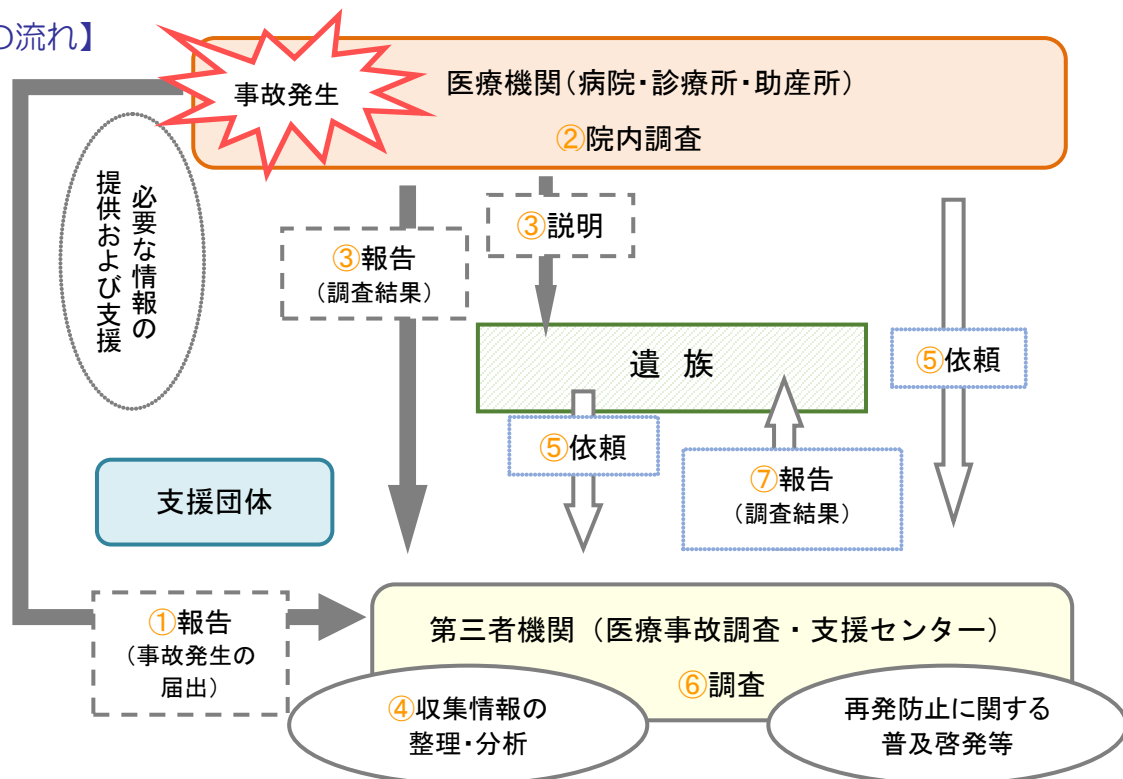 の流れ】
事故発生
医療機関(病院・診療所・助産所)
②院内調査
必要な情報の
提供および支援
③報告
(調査結果)
③説明
遺 族
⑤依頼
⑤依頼
⑦報告
(調査結果)
支援団体
①報告
(事故発生の
届出)
第三者機関(医療事故調査・支援センター)
⑥調査
④収集情報の
整理・分析
再発防止に関する
普及啓発等